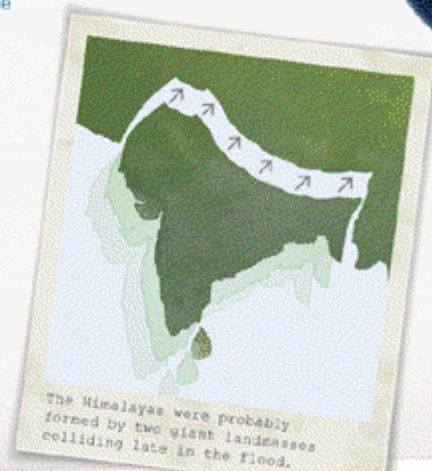 e
The Himalayas were probably
formed by two giant landmasses
colliding late in the Flood.